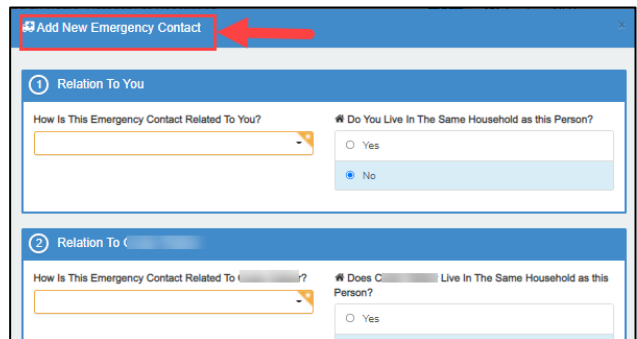 Add New Emergency Contact
×
1 Relation To You
How Is This Emergency Contact Related To You?
Do You Live In The Same Household as this Person?
Yes
No
2 Relation To
How Is This Emergency Contact Related To ?
Does C Live In The Same Household as this
Person?
Yes